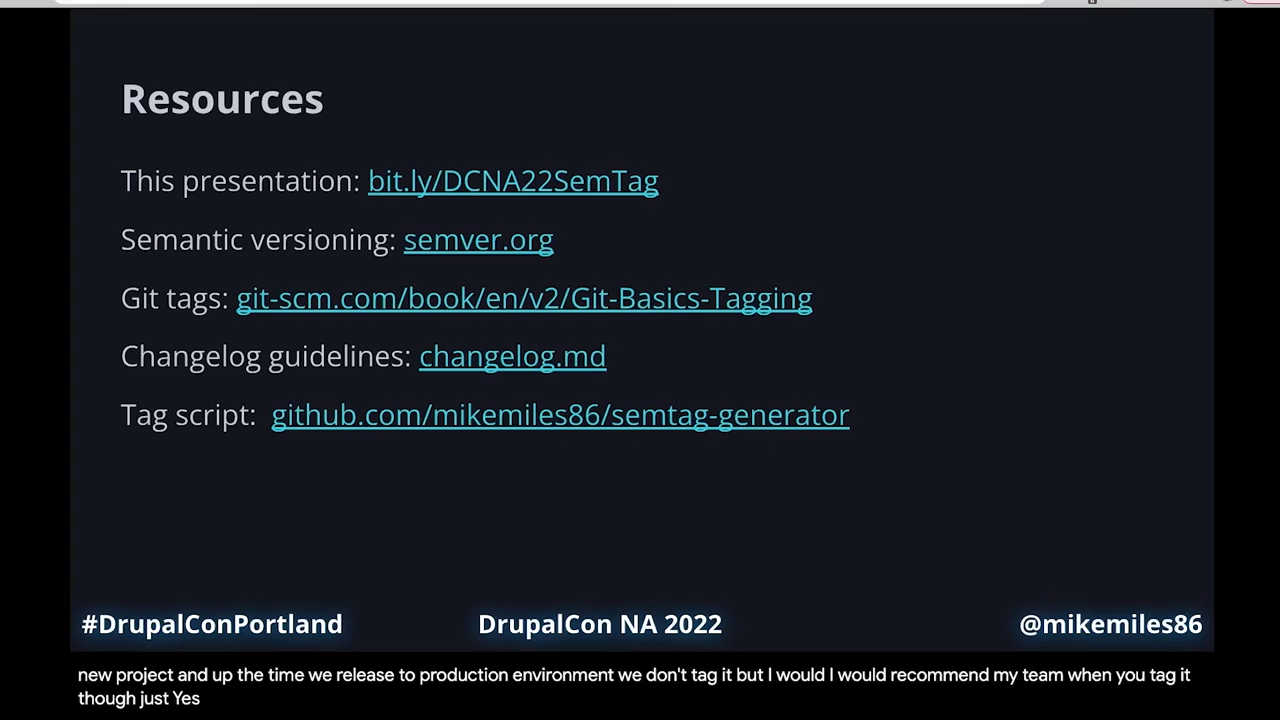 Resources
This presentation: bit.ly/DCNA22SemTag
Semantic versioning: semver.org
Git tags: git-scm.com/book/en/v2/Git-Basics-Tagging
Changelog guidelines: changelog.md
Tag script: github.com/mikemiles86/semtag-generator
#DrupalConPortland DrupalCon NA 2022 @mikemiles86
new project and up the time we release to production environment we don't tag it but I would I would recommend my team when you tag it
though just Yes